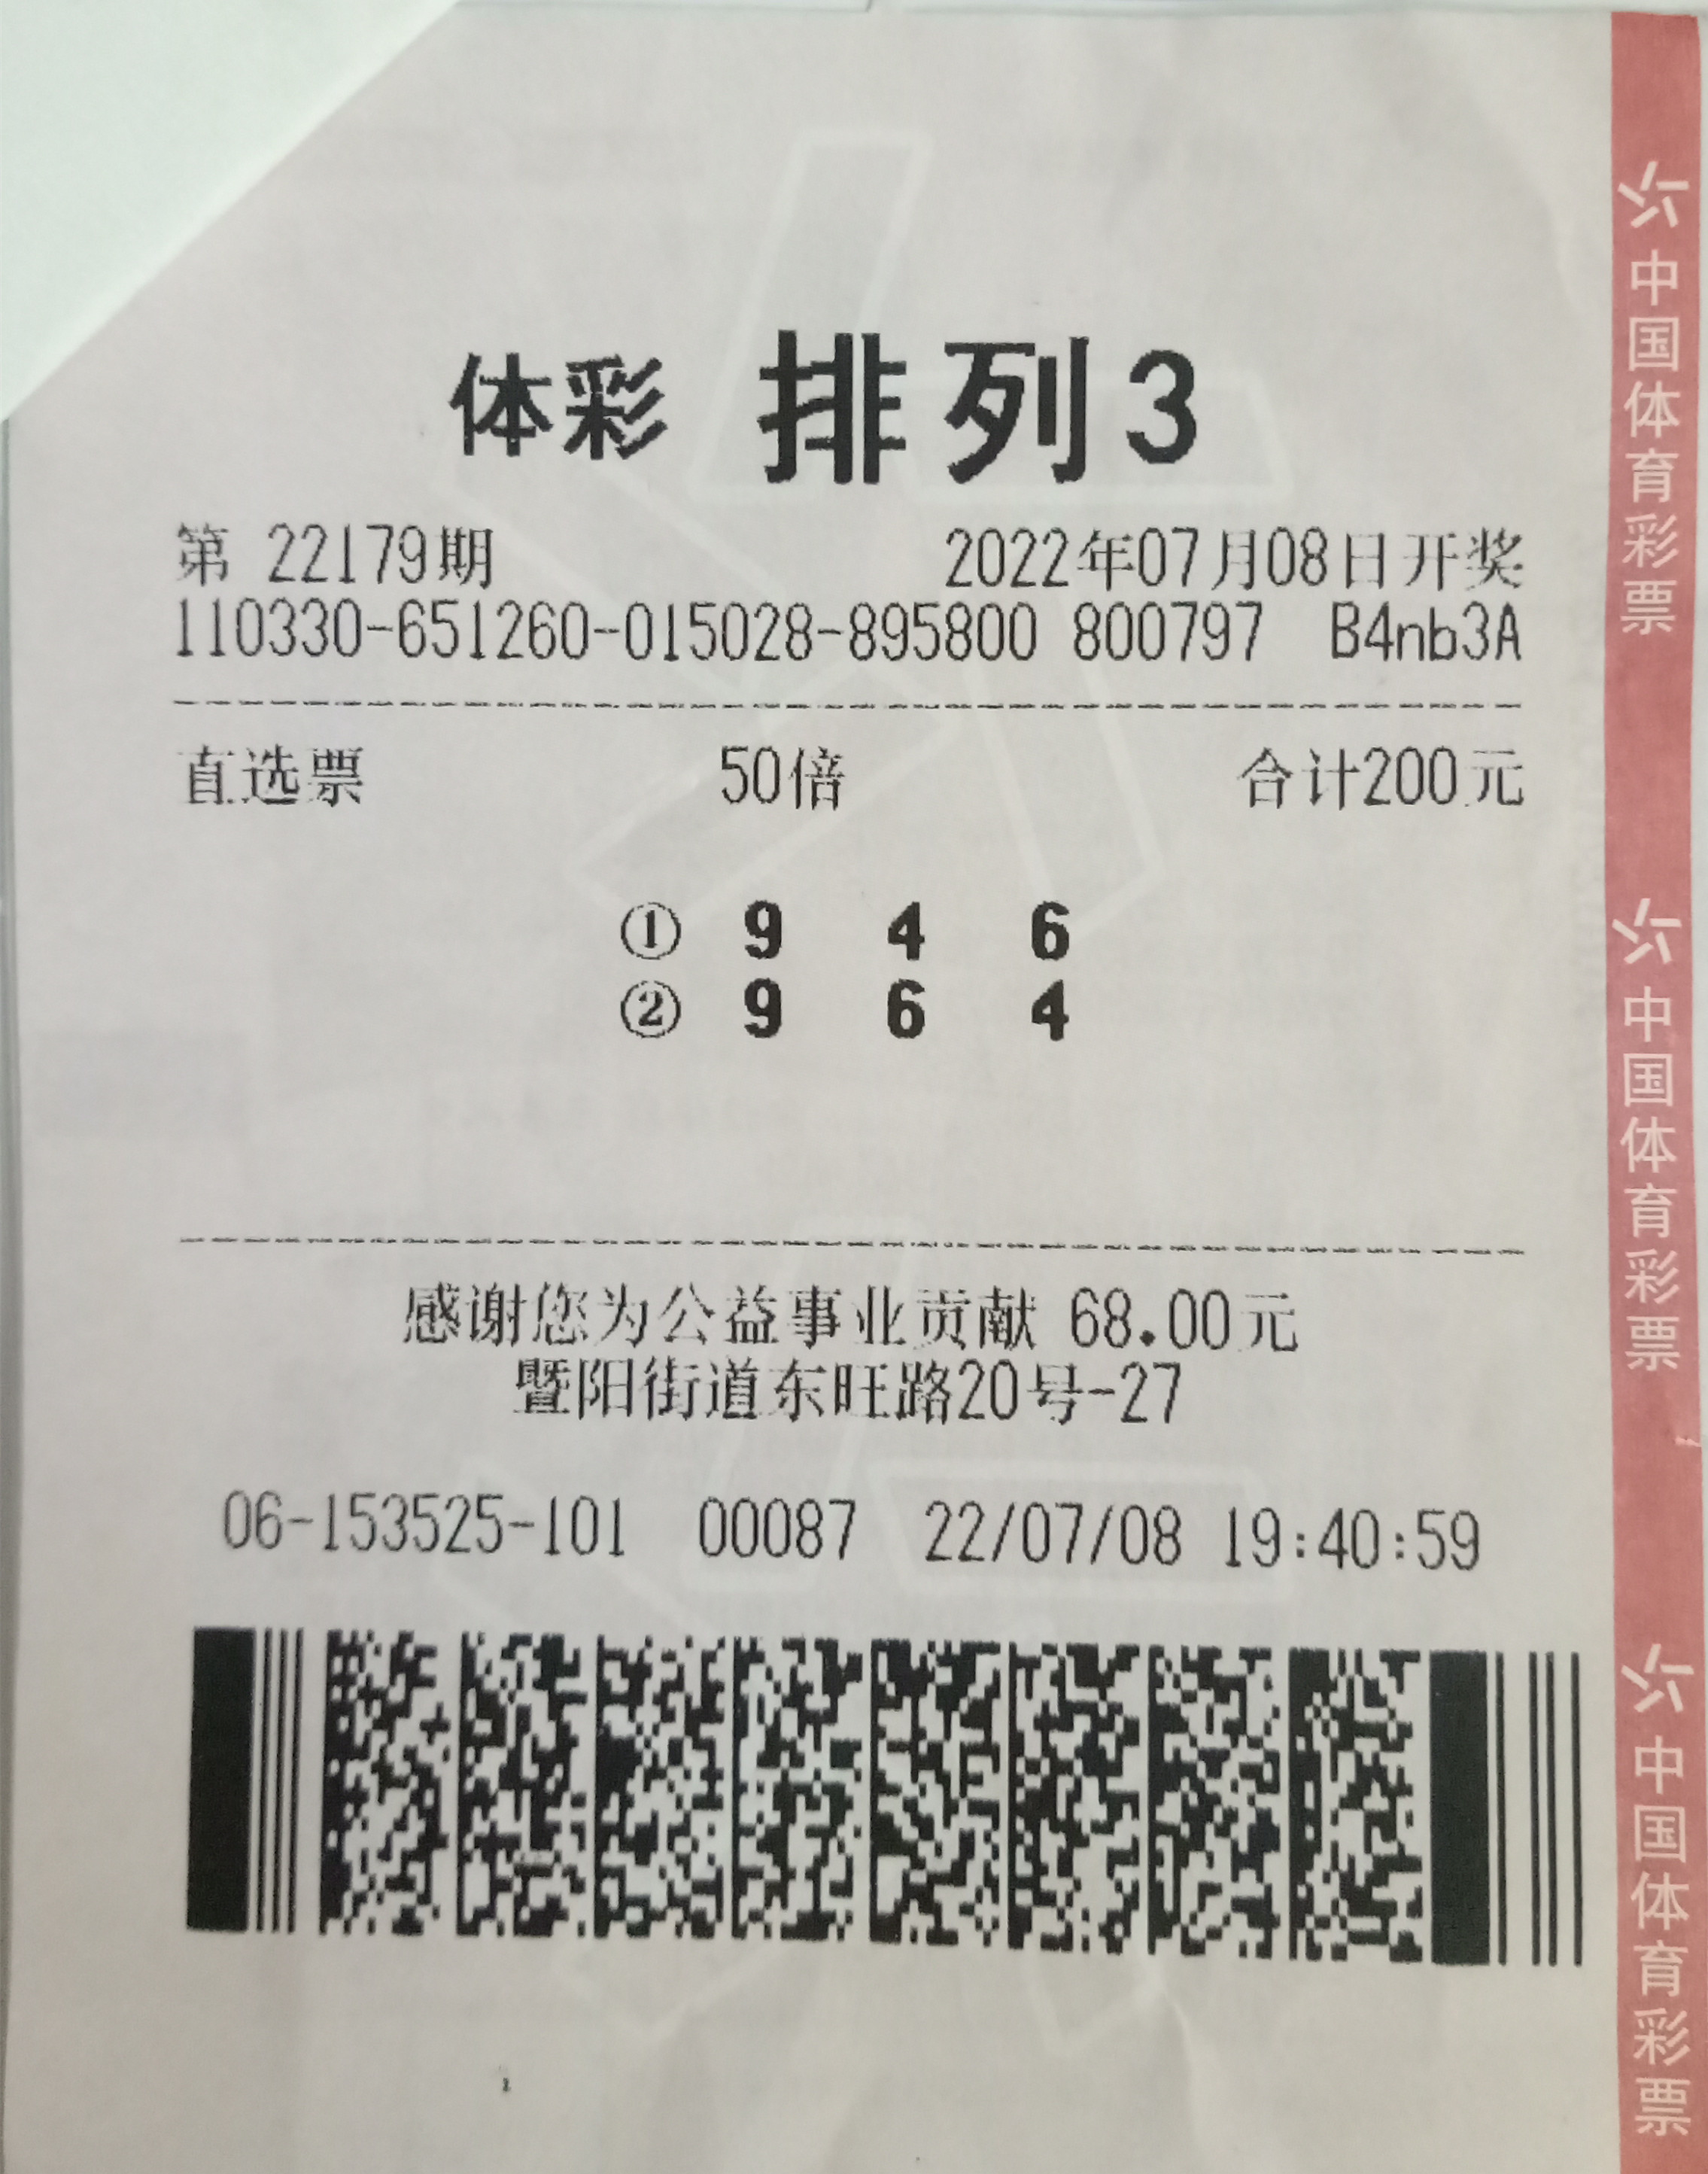 体彩 排列3
第 22179期 2022年07月08日开奖
110330-651260-015028-895800 800797 B4nb3A
直选票 50倍 合计200元
① 9 4 6
② 9 6 4
感谢您为公益事业贡献 68.00元
暨阳街道东旺路20号-27
06-153525-101 00087 22/07/08 19:40:59
中国体育彩票
中国体育彩票
中国体育彩票